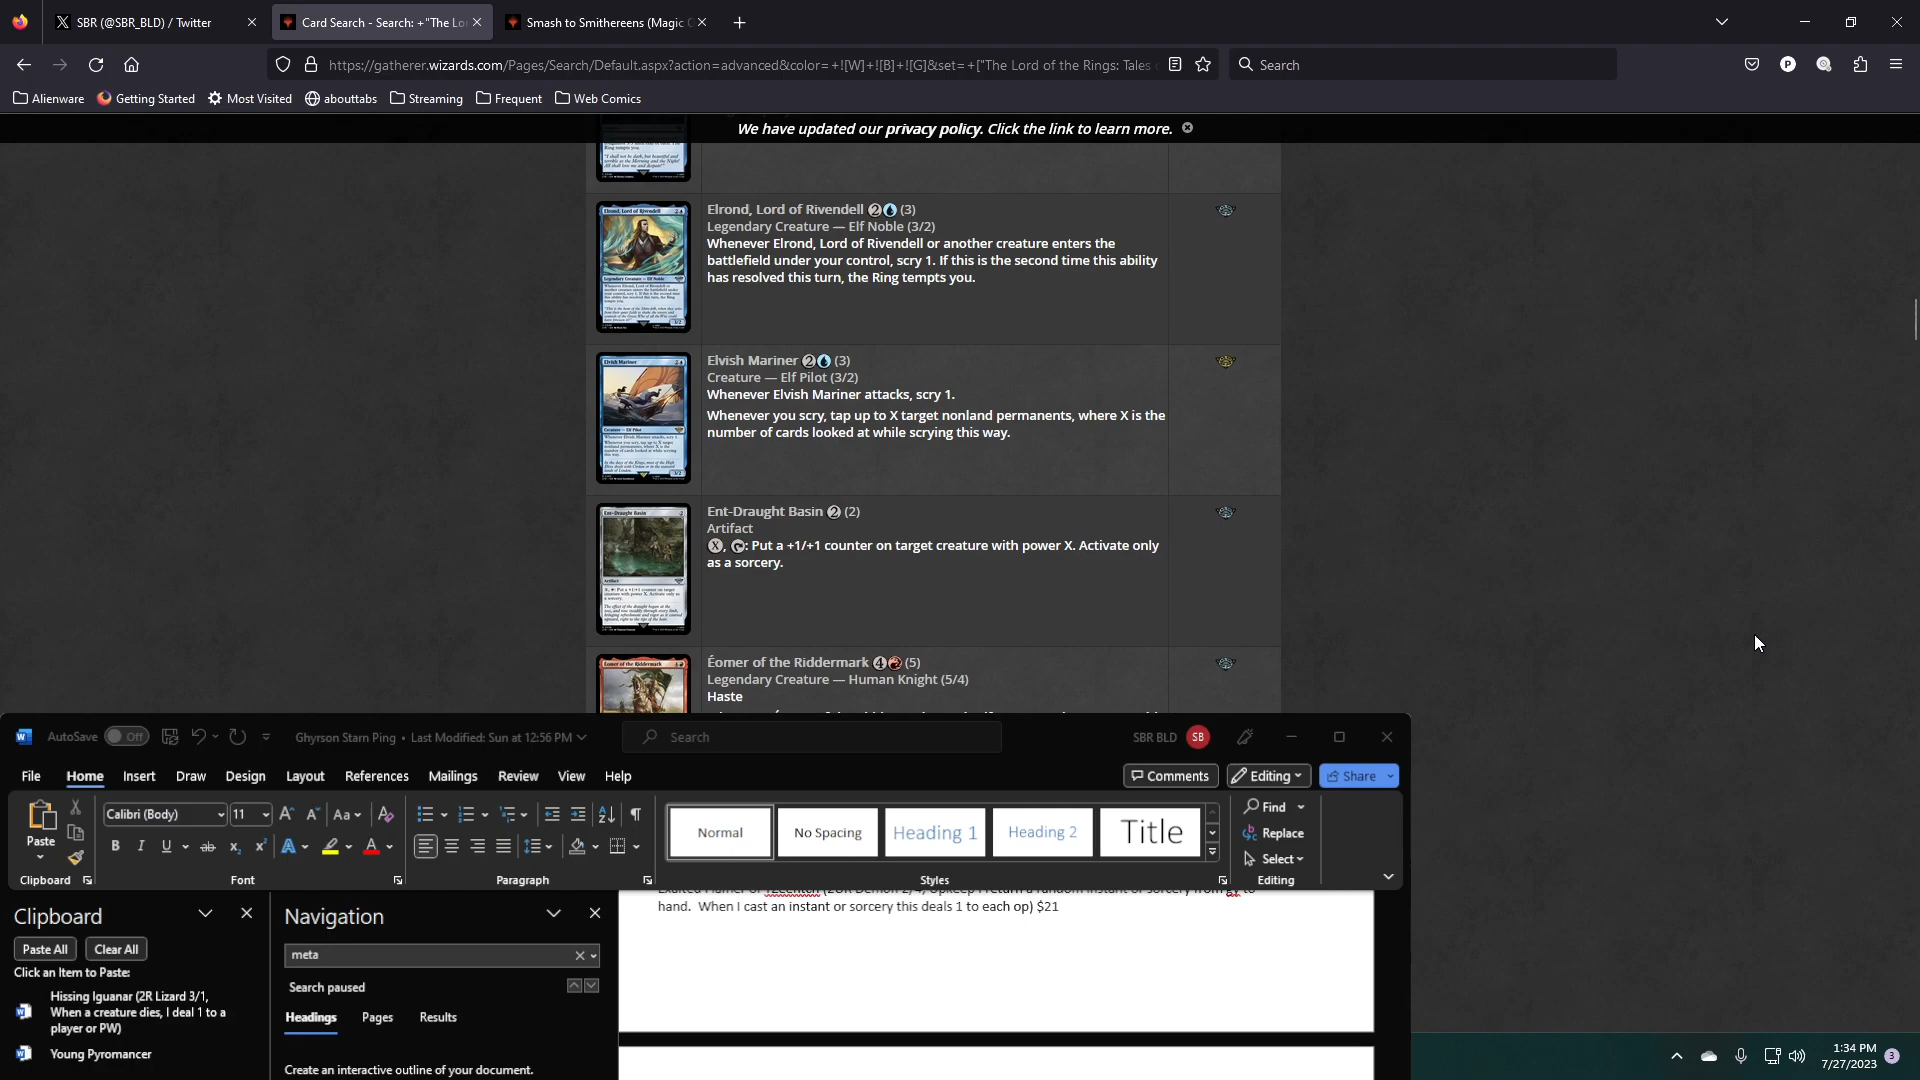 SBR (@SBR_BLD) / Twitter
Card Search - Search: +"The Lo
Smash to Smithereens (Magic
https://gatherer.wizards.com/Pages/Search/Default.aspx?action=advanced&color=+![W]+![B]+![G]&set=+["The Lord of the Rings: Tales
Search
Alienware
Getting Started
Most Visited
abouttabs
Streaming
Frequent
Web Comics
We have updated our privacy policy. Click the link to learn more.
Elrond, Lord of Rivendell 2 (3)
Legendary Creature — Elf Noble (3/2)
Whenever Elrond, Lord of Rivendell or another creature enters the
battlefield under your control, scry 1. If this is the second time this ability
has resolved this turn, the Ring tempts you.
Elvish Mariner 2 (3)
Creature — Elf Pilot (3/2)
Whenever Elvish Mariner attacks, scry 1.
Whenever you scry, tap up to X target nonland permanents, where X is the
number of cards looked at while scrying this way.
Ent-Draught Basin 2 (2)
Artifact
X, : Put a +1/+1 counter on target creature with power X. Activate only
as a sorcery.
Éomer of the Riddermark 4 (5)
Legendary Creature — Human Knight (5/4)
Haste
AutoSave Off
Ghyrson Starn Ping • Last Modified: Sun at 12:56 PM
Search
SBR BLD SB
File Home Insert Draw Design Layout References Mailings Review View Help
Comments Editing Share
Paste
Calibri (Body) 11
Normal
No Spacing
Heading 1
Heading 2
Title
Find
Replace
Select
Clipboard Font Paragraph Styles Editing
hand. When I cast an instant or sorcery this deals 1 to each op) $21
Clipboard
Paste All Clear All
Click an Item to Paste:
Hissing Iguanar (2R Lizard 3/1,
When a creature dies, I deal 1 to a
player or PW)
Young Pyromancer
Navigation
meta
Search paused
Headings Pages Results
Create an interactive outline of your document.
1:34 PM
7/27/2023
3